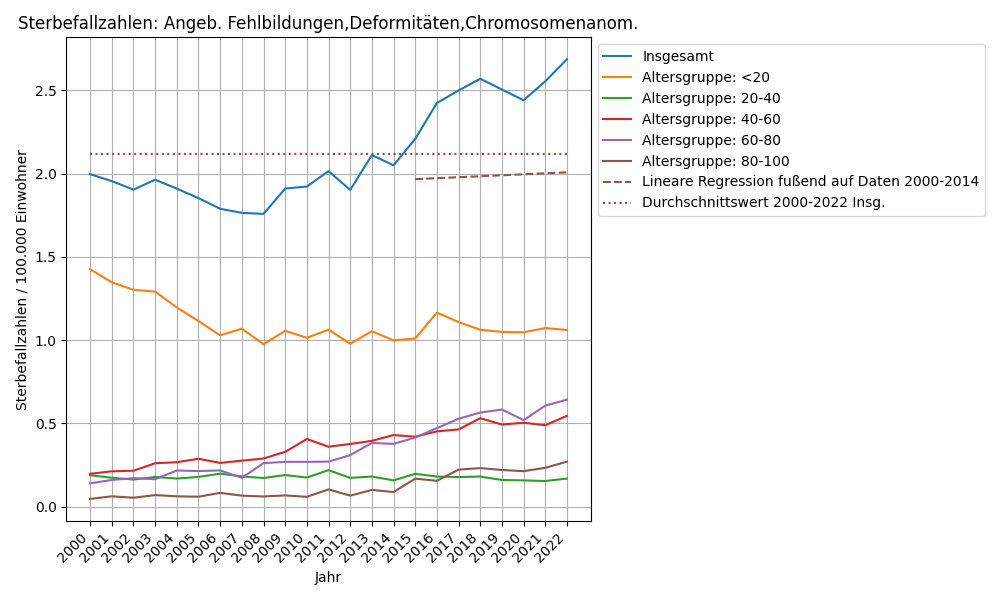 Sterbefallzahlen: Angeb. Fehlbildungen,Deformitäten,Chromosomenanom.
Insgesamt
Altersgruppe: <20
Altersgruppe: 20-40
Altersgruppe: 40-60
Altersgruppe: 60-80
Altersgruppe: 80-100
Lineare Regression fußend auf Daten 2000-2014
Durchschnittswert 2000-2022 Insg.
Sterbefallzahlen / 100.000 Einwohner
2.5
2.0
1.5
1.0
0.5
0.0
2000 2001 2002 2003 2004 2005 2006 2007 2008 2009 2010 2011 2012 2013 2014 2015 2016 2017 2018 2019 2020 2021 2022
Jahr